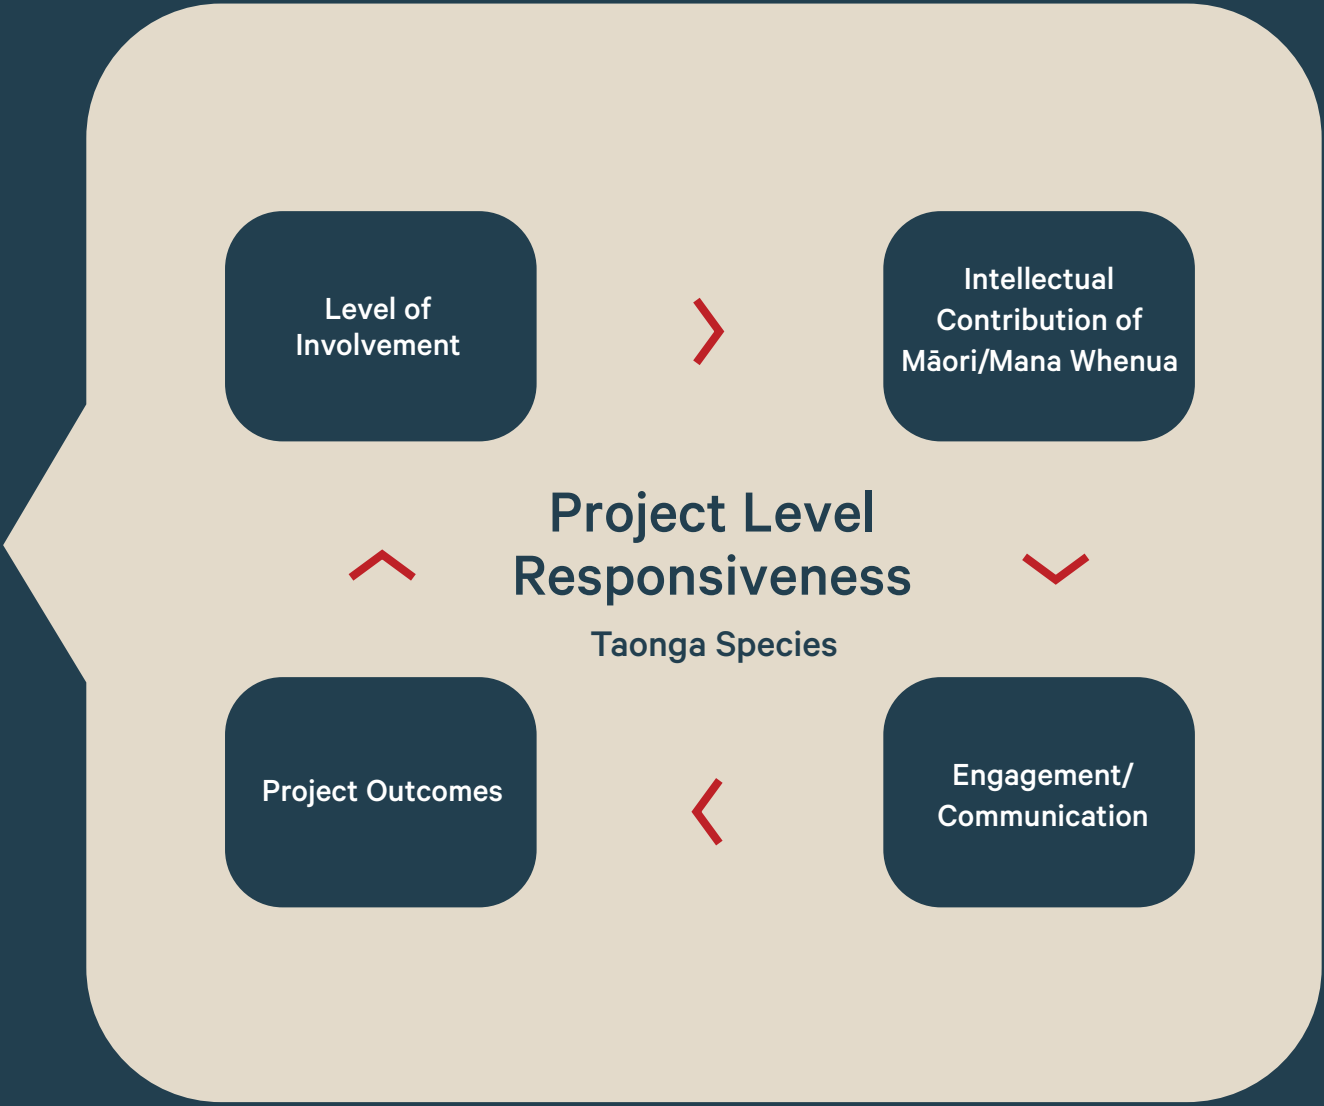 Level of
Involvement
Intellectual
Contribution of
Māori/Mana Whenua
Project Level
Responsiveness
Taonga Species
Project Outcomes
Engagement/
Communication